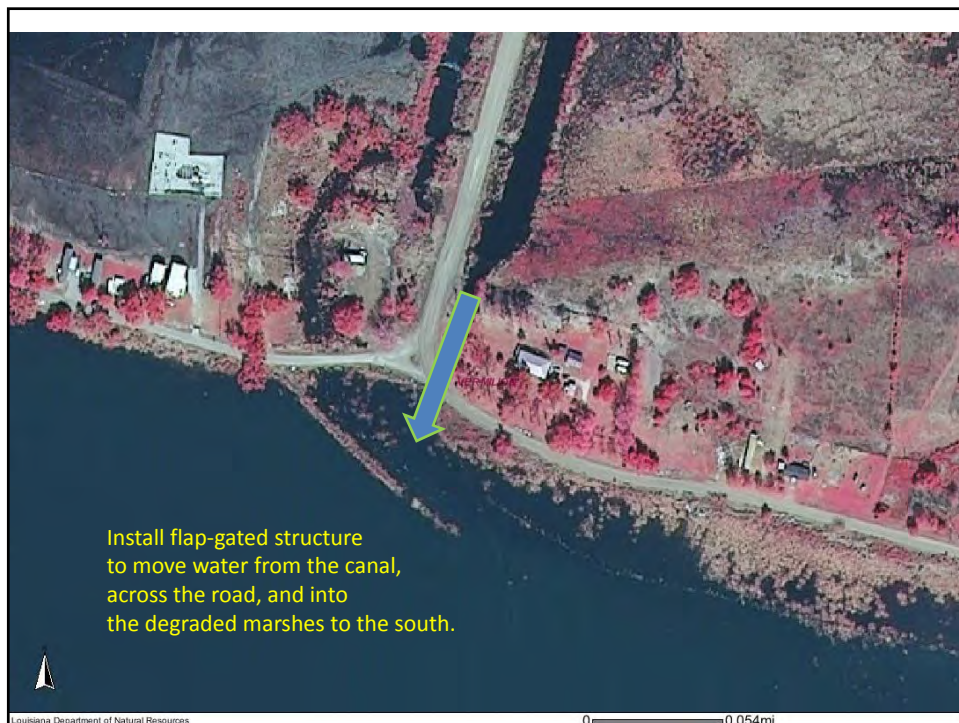 VERMILION
Install flap-gated structure
to move water from the canal,
across the road, and into
the degraded marshes to the south.
Louisiana Department of Natural Resources
0 0.054mi